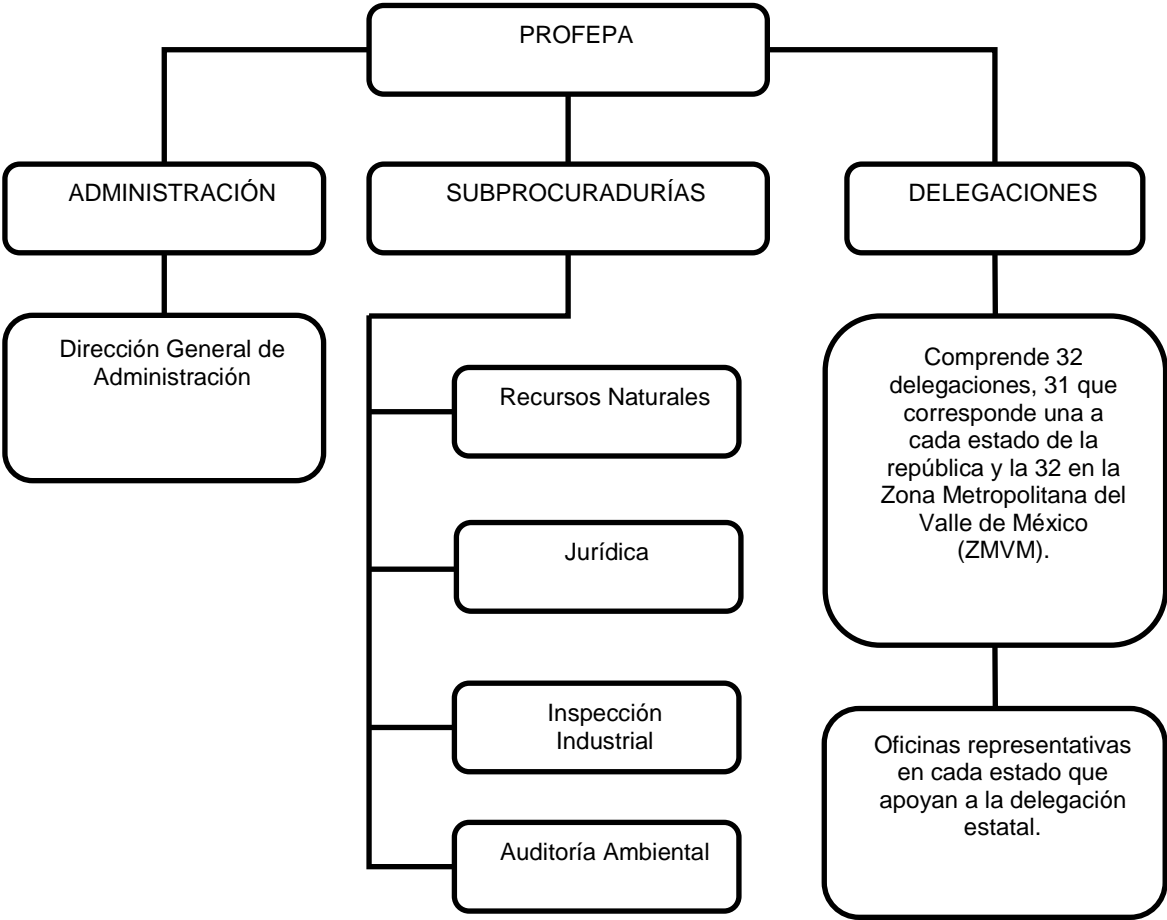 PROFEPA
ADMINISTRACIÓN
SUBPROCURADURÍAS
DELEGACIONES
Dirección General de
Administración
Recursos Naturales
Jurídica
Inspección
Industrial
Auditoría Ambiental
Comprende 32
delegaciones, 31 que
corresponde una a
cada estado de la
república y la 32 en la
Zona Metropolitana del
Valle de México
(ZMVM).
Oficinas representativas
en cada estado que
apoyan a la delegación
estatal.